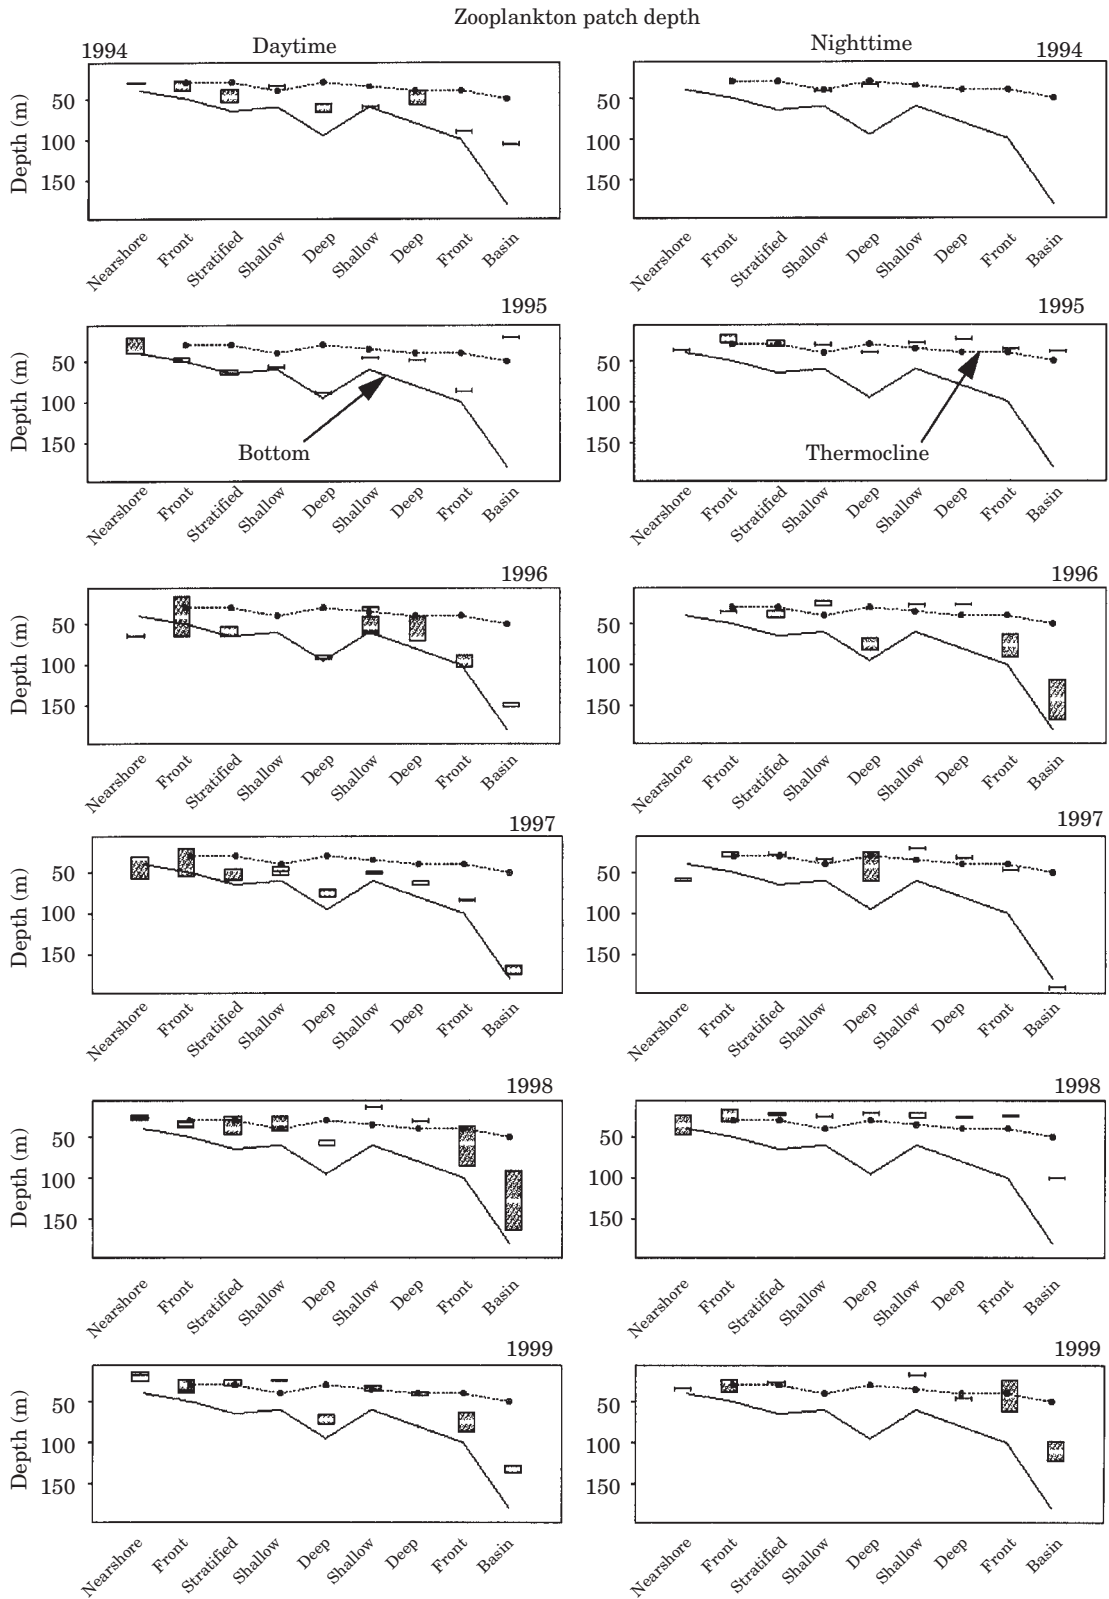 Zooplankton patch depth
1994 Daytime Nighttime 1994
Depth (m)
50
100
150
50
100
150
Nearshore Front Stratified Shallow Deep Shallow Deep Front Basin
Nearshore Front Stratified Shallow Deep Shallow Deep Front Basin
1995 1995
Depth (m)
50
100
150
50
100
150
Bottom
Thermocline
Nearshore Front Stratified Shallow Deep Shallow Deep Front Basin
Nearshore Front Stratified Shallow Deep Shallow Deep Front Basin
1996 1996
Depth (m)
50
100
150
50
100
150
Nearshore Front Stratified Shallow Deep Shallow Deep Front Basin
Nearshore Front Stratified Shallow Deep Shallow Deep Front Basin
1997 1997
Depth (m)
50
100
150
50
100
150
Nearshore Front Stratified Shallow Deep Shallow Deep Front Basin
Nearshore Front Stratified Shallow Deep Shallow Deep Front Basin
1998 1998
Depth (m)
50
100
150
50
100
150
Nearshore Front Stratified Shallow Deep Shallow Deep Front Basin
Nearshore Front Stratified Shallow Deep Shallow Deep Front Basin
1999 1999
Depth (m)
50
100
150
50
100
150
Nearshore Front Stratified Shallow Deep Shallow Deep Front Basin
Nearshore Front Stratified Shallow Deep Shallow Deep Front Basin